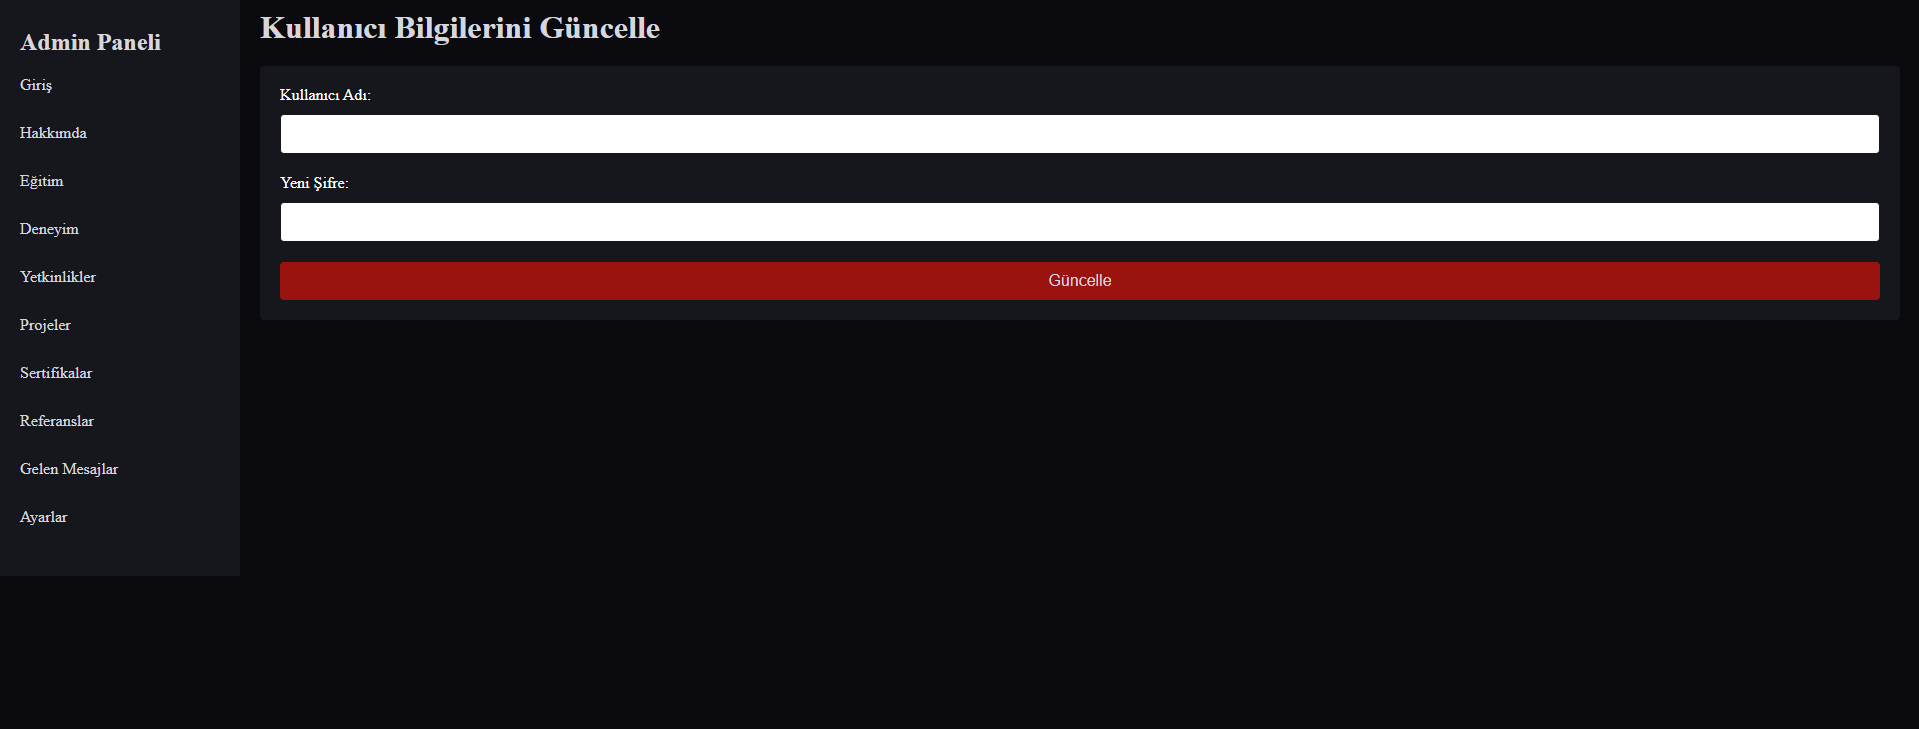 Admin Paneli
Giriş
Hakkımda
Eğitim
Deneyim
Yetkinlikler
Projeler
Sertifikalar
Referanslar
Gelen Mesajlar
Ayarlar
Kullanıcı Bilgilerini Güncelle
Kullanıcı Adı:
Yeni Şifre:
Güncelle